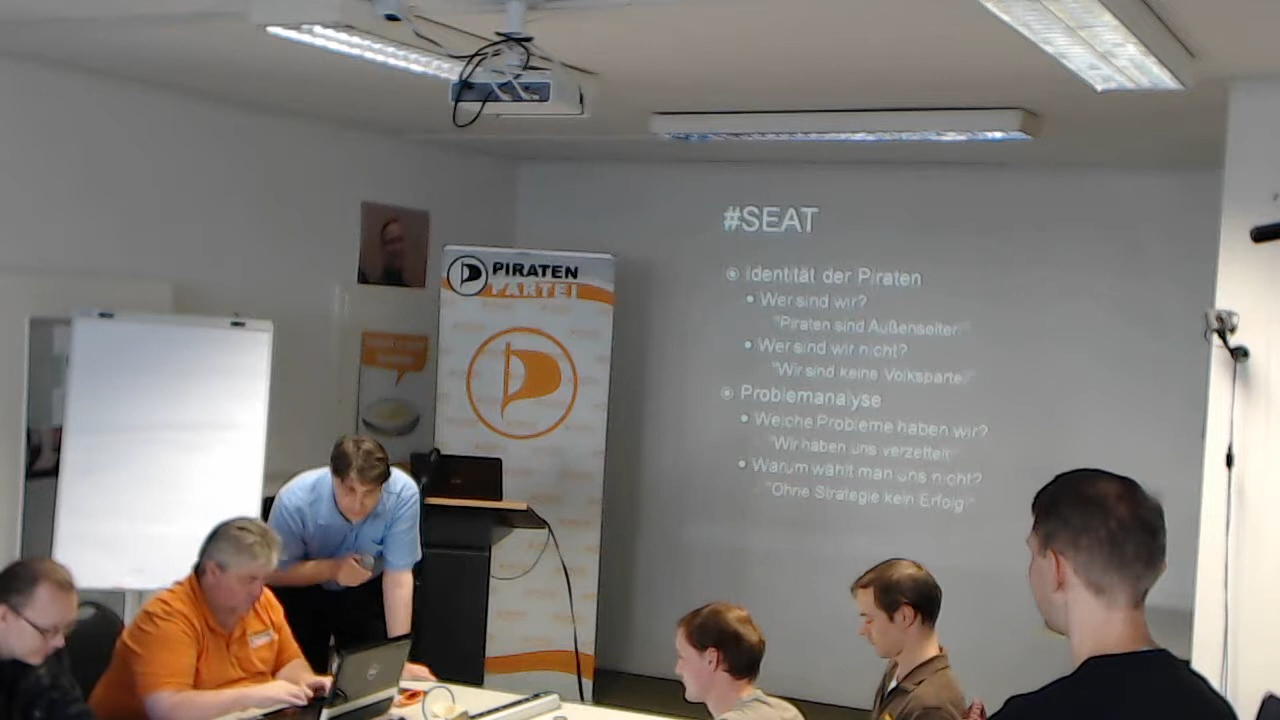 PIRATEN
PARTEI
#SEAT
Identität der Piraten
Wer sind wir?
"Piraten sind Außenseiter."
Wer sind wir nicht?
"Wir sind keine Volkspartei"
Problemanalyse
Welche Probleme haben wir?
"Wir haben uns verzettelt"
Warum wählt man uns nicht?
"Ohne Strategie kein Erfolg"